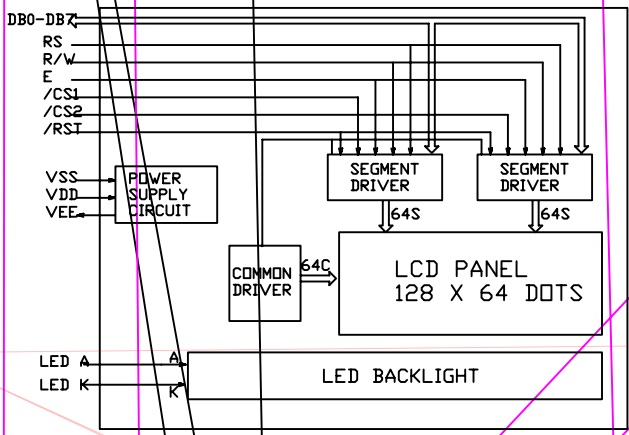 DB0-DB7
RS
R/W
E
/CS1
/CS2
/RST
SEGMENT
DRIVER
SEGMENT
DRIVER
VSS
VDD
VEE
POWER
SUPPLY
CIRCUIT
64S
64S
COMMON
DRIVER
64C
LCD PANEL
128 X 64 DOTS
LED A
A
LED K
K
LED BACKLIGHT